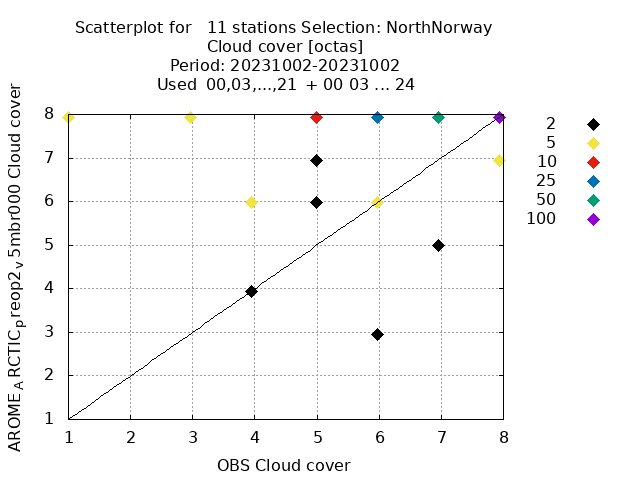 Scatterplot for   11 stations Selection: NorthNorway
Cloud cover [octas]
Period: 20231002-20231002
Used  00,03,...,21  + 00 03 ... 24
8
7
6
5
4
3
2
1
1 2 3 4 5 6 7 8
AROME_ARCTIC_preop2_v5mbr000 Cloud cover
OBS Cloud cover
2
5
10
25
50
100